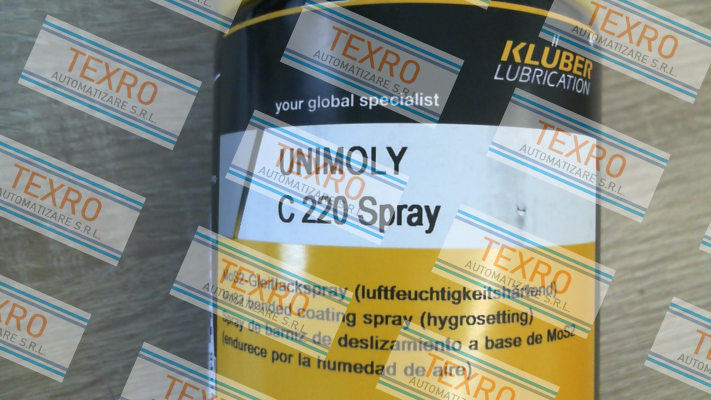 KLÜBER
LUBRICATION
your global specialist
UNIMOLY
C 220 Spray
MoS2-Gleitlackspray (luftfeuchtigkeitshärtend)
MoS2 bonded coating spray (hygrosetting)
Spray de barniz de deslizamiento a base de MoS2
(endurece por la humedad de aire)
TEXRO
AUTOMATIZARE S.R.L.